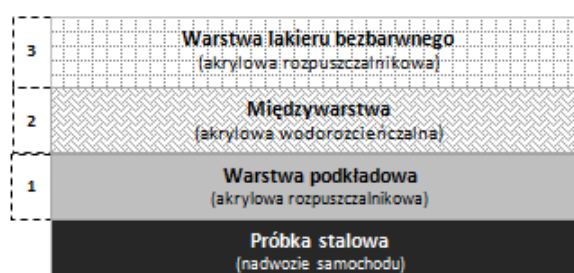 3
Warstwa lakieru bezbarwnego
(akrylowa rozpuszczalnikowa)
2
Międzywarstwa
(akrylowa wodorozcieńczalna)
1
Warstwa podkładowa
(akrylowa rozpuszczalnikowa)
Próbka stalowa
(nadwozie samochodu)